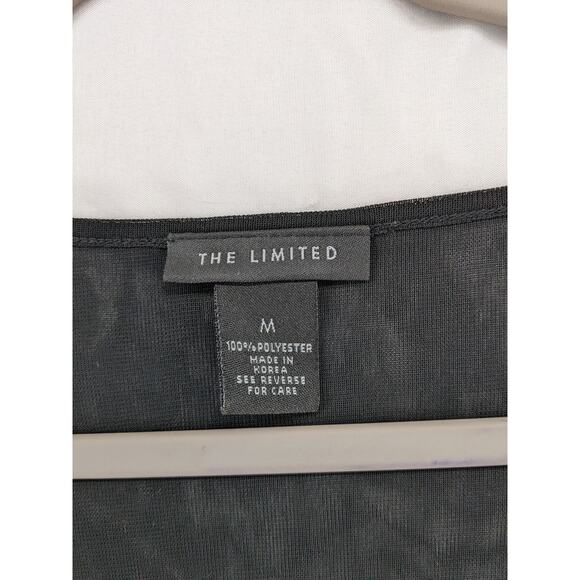 THE LIMITED
M
100% POLYESTER
MADE IN
KOREA
SEE REVERSE
FOR CARE